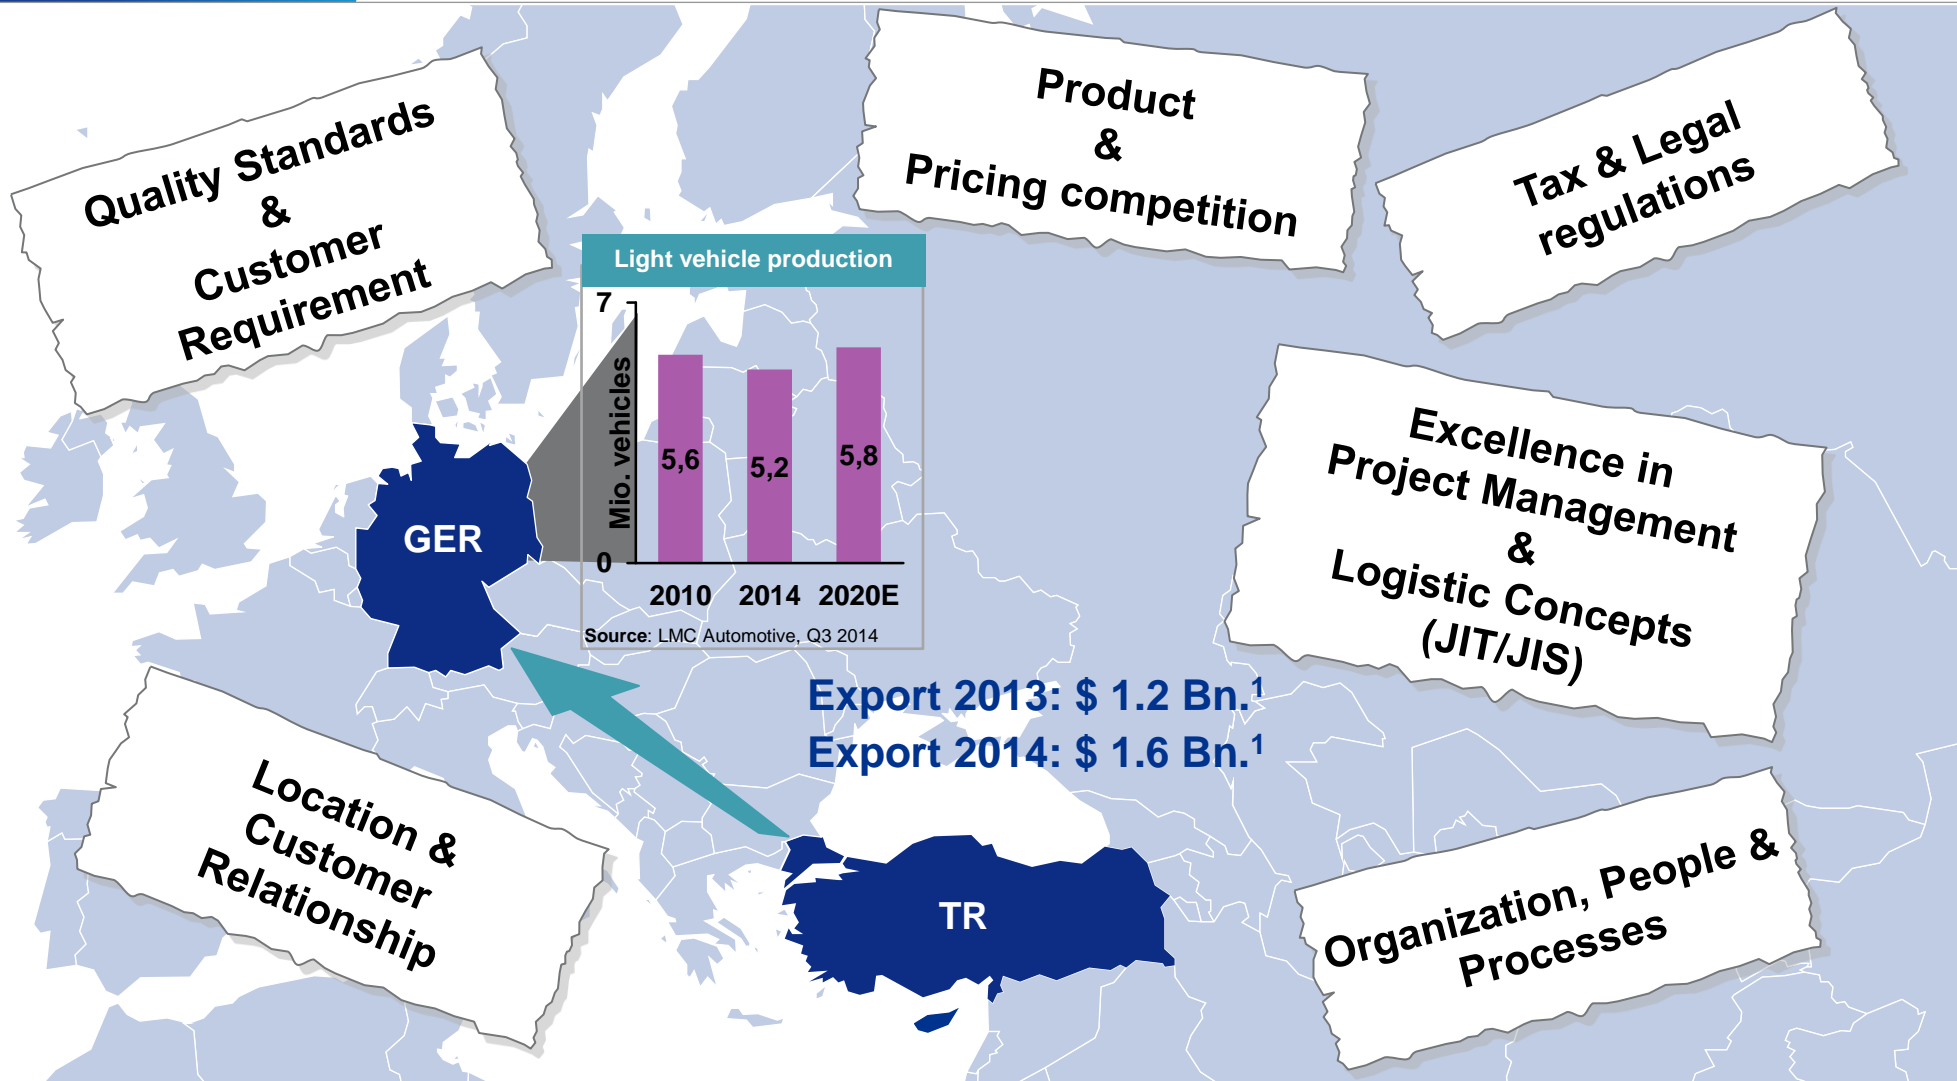 Quality Standards
&
Customer
Requirement
Product
&
Pricing competition
Tax & Legal
regulations
Light vehicle production
7
Mio. vehicles
5,6
5,2
5,8
0
2010 2014 2020E
Source: LMC Automotive, Q3 2014
GER
Excellence in
Project Management
&
Logistic Concepts
(JIT/JIS)
Export 2013: $ 1.2 Bn.¹
Export 2014: $ 1.6 Bn.¹
Location &
Customer
Relationship
TR
Organization, People &
Processes